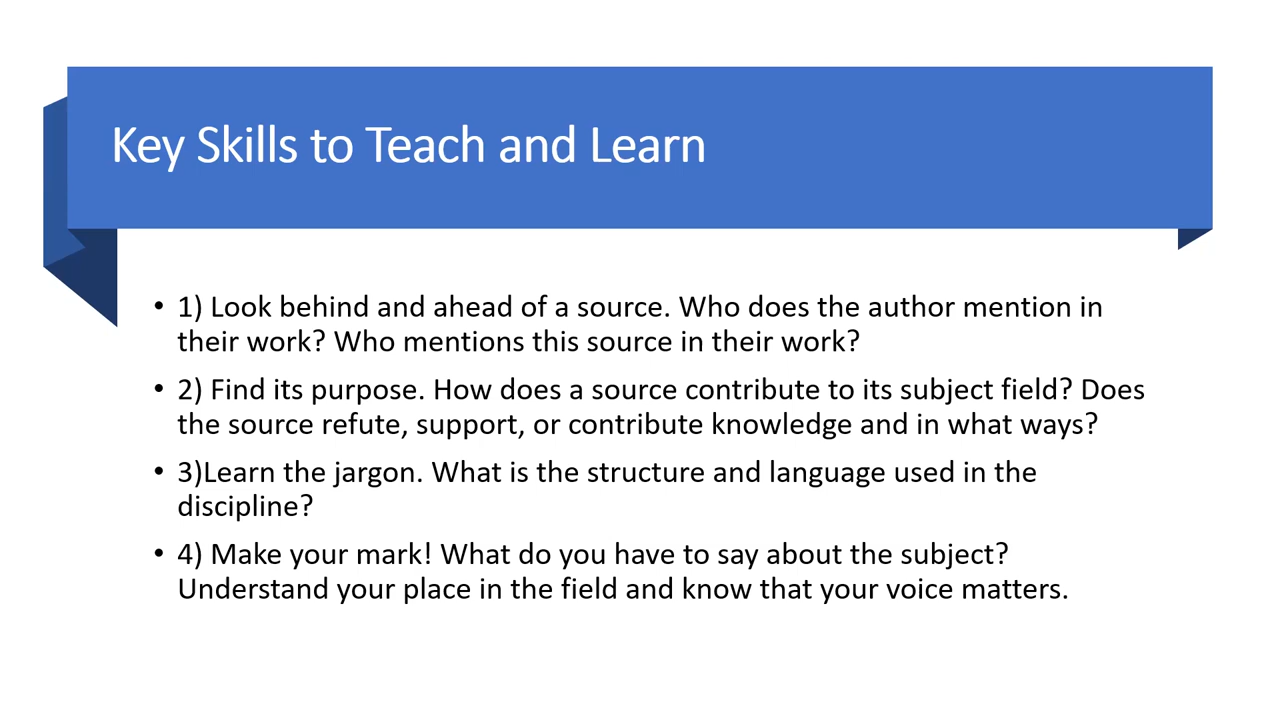 Key Skills to Teach and Learn
• 1) Look behind and ahead of a source. Who does the author mention in
their work? Who mentions this source in their work?
• 2) Find its purpose. How does a source contribute to its subject field? Does
the source refute, support, or contribute knowledge and in what ways?
• 3)Learn the jargon. What is the structure and language used in the
discipline?
• 4) Make your mark! What do you have to say about the subject?
Understand your place in the field and know that your voice matters.